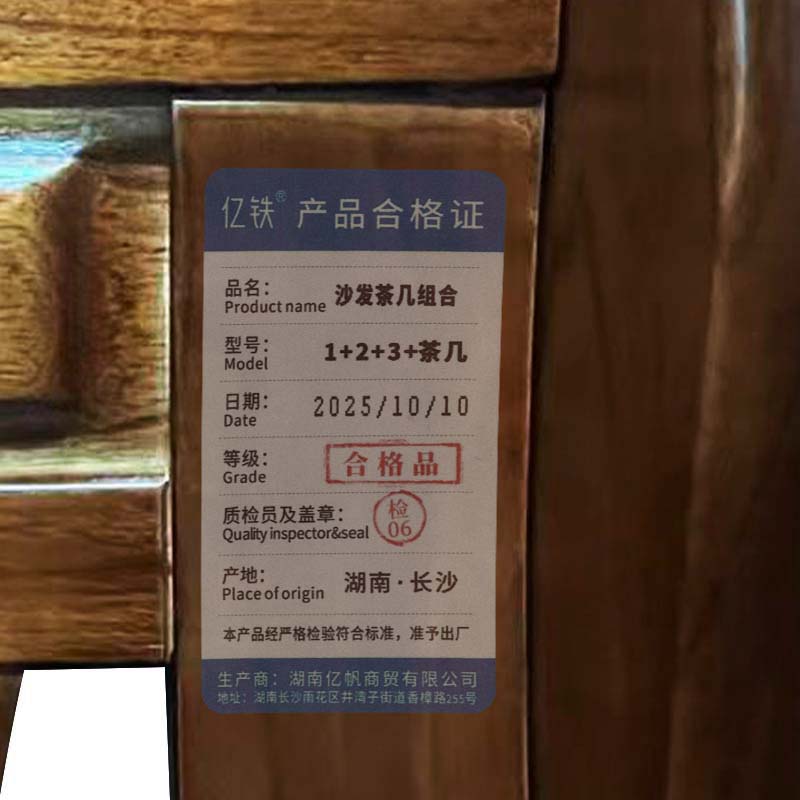 亿铁® 产品合格证
品名： 沙发茶几组合
Product name
型号： 1+2+3+茶几
Model
日期： 2025/10/10
Date
等级： 合格品
Grade
质检员及盖章： 检
Quality inspector&seal 06
产地： 湖南·长沙
Place of origin
本产品经严格检验符合标准，准予出厂
生产商：湖南亿帆商贸有限公司
地址：湖南长沙雨花区井湾子街道香樟路255号